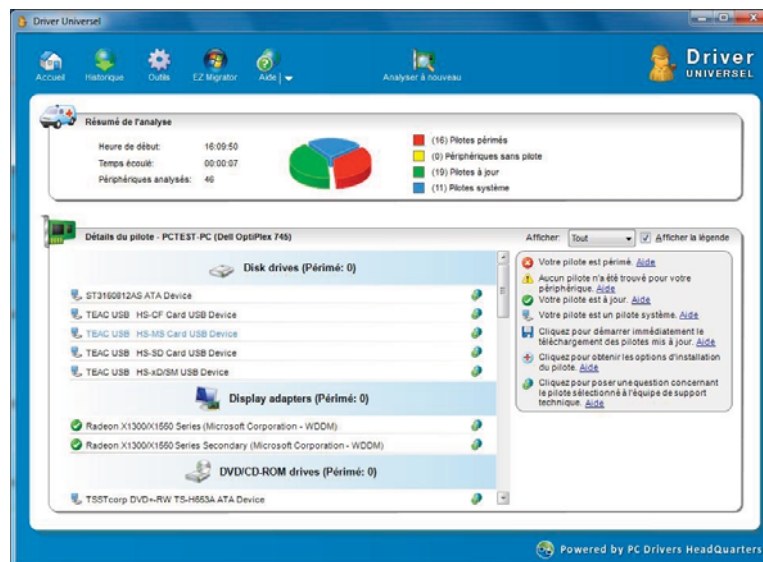 Driver Universel
Accueil
Historique
Outils
EZ Migrator
Aide
Analyser à nouveau
Driver
UNIVERSEL
Résumé de l'analyse
Heure de début: 16:09:50
Temps écoulé: 00:00:07
Périphériques analysés: 46
(16) Pilotes périmés
(0) Périphériques sans pilote
(19) Pilotes à jour
(11) Pilotes système
Détails du pilote - PCTEST-PC (Dell OptiPlex 745)
Afficher: Tout
Afficher la légende
Disk drives (Périmé: 0)
ST3160812AS ATA Device
TEAC USB HS-CF Card USB Device
TEAC USB HS-MS Card USB Device
TEAC USB HS-SD Card USB Device
TEAC USB HS-xD/SM USB Device
Display adapters (Périmé: 0)
Radeon X1300/X1550 Series (Microsoft Corporation - WDDM)
Radeon X1300/X1550 Series Secondary (Microsoft Corporation - WDDM)
DVD/CD-ROM drives (Périmé: 0)
TSSTcorp DVD+-RW TS-H653A ATA Device
Votre pilote est périmé. Aide
Aucun pilote n'a été trouvé pour votre
périphérique. Aide
Votre pilote est à jour. Aide
Votre pilote est un pilote système. Aide
Cliquez pour démarrer immédiatement le
téléchargement des pilotes mis à jour. Aide
Cliquez pour obtenir les options d'installation
du pilote. Aide
Cliquez pour poser une question concernant
le pilote sélectionné à l'équipe de support
technique. Aide
Powered by PC Drivers HeadQuarters